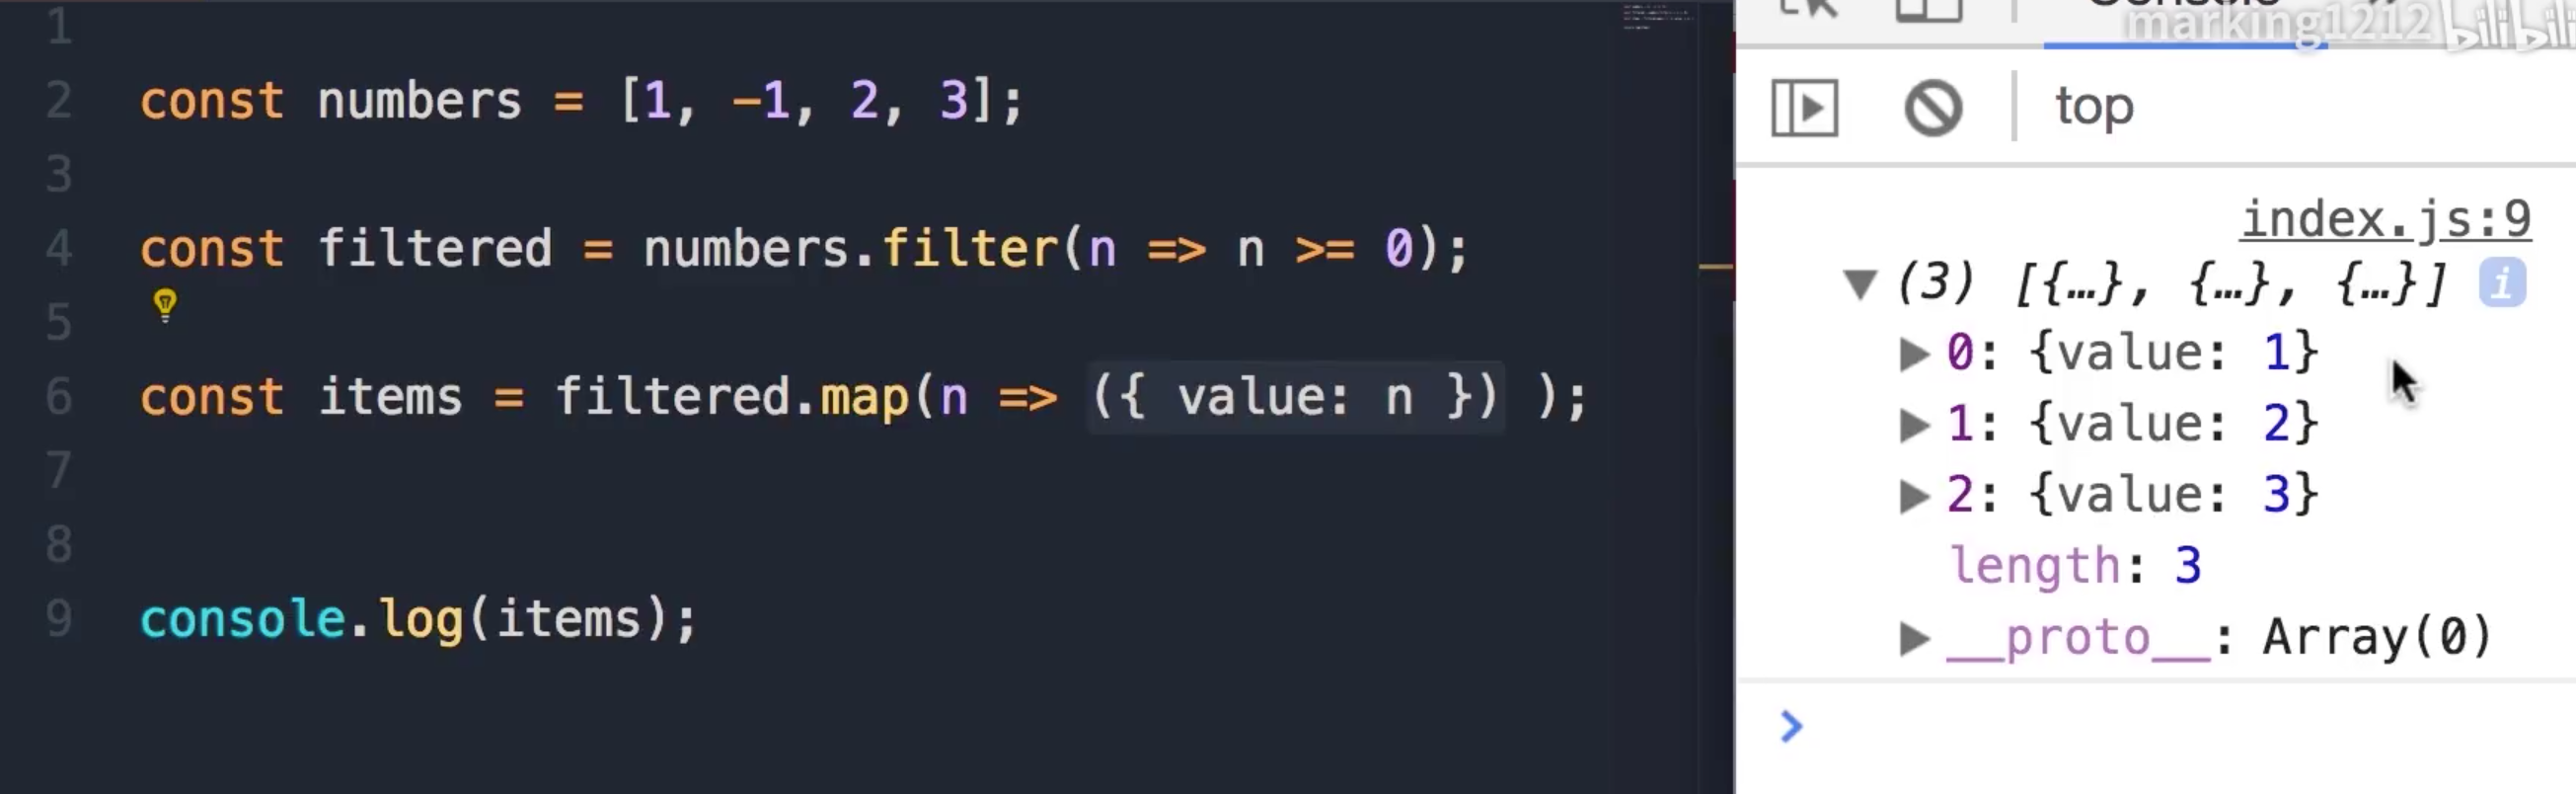 1
2 const numbers = [1, −1, 2, 3];
3
4 const filtered = numbers.filter(n => n >= 0);
5
6 const items = filtered.map(n => ({ value: n }) );
7
8
9 console.log(items);
Console
marking1212 bilibili
top
index.js:9
(3) [{…}, {…}, {…}] i
0: {value: 1}
1: {value: 2}
2: {value: 3}
length: 3
__proto__: Array(0)